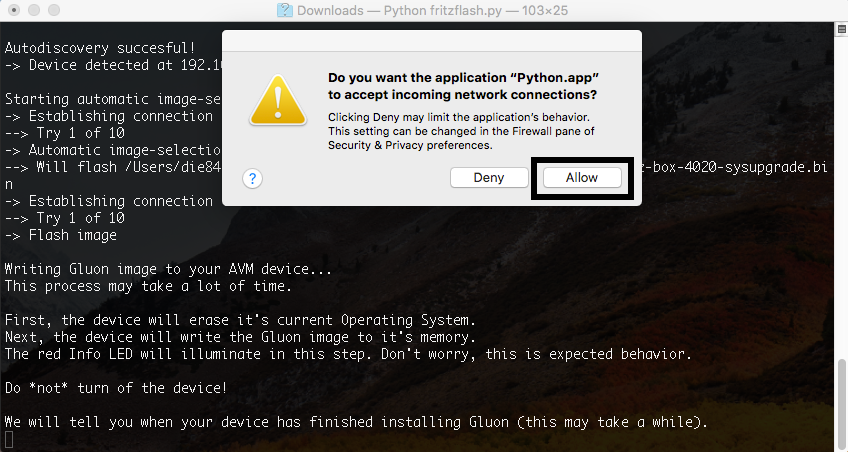 Downloads — Python fritzflash.py — 103×25
Autodiscovery succesful!
-> Device detected at 192.16
Starting automatic image-se
-> Establishing connection
--> Try 1 of 10
-> Automatic image-selectio
--> Will flash /Users/die84 z-box-4020-sysupgrade.bi
n
-> Establishing connection
--> Try 1 of 10
-> Flash image
Writing Gluon image to your AVM device...
This process may take a lot of time.
First, the device will erase it's current Operating System.
Next, the device will write the Gluon image to it's memory.
The red Info LED will illuminate in this step. Don't worry, this is expected behavior.
Do *not* turn of the device!
We will tell you when your device has finished installing Gluon (this may take a while).
Do you want the application “Python.app”
to accept incoming network connections?
Clicking Deny may limit the application’s behavior.
This setting can be changed in the Firewall pane of
Security & Privacy preferences.
?
Deny
Allow